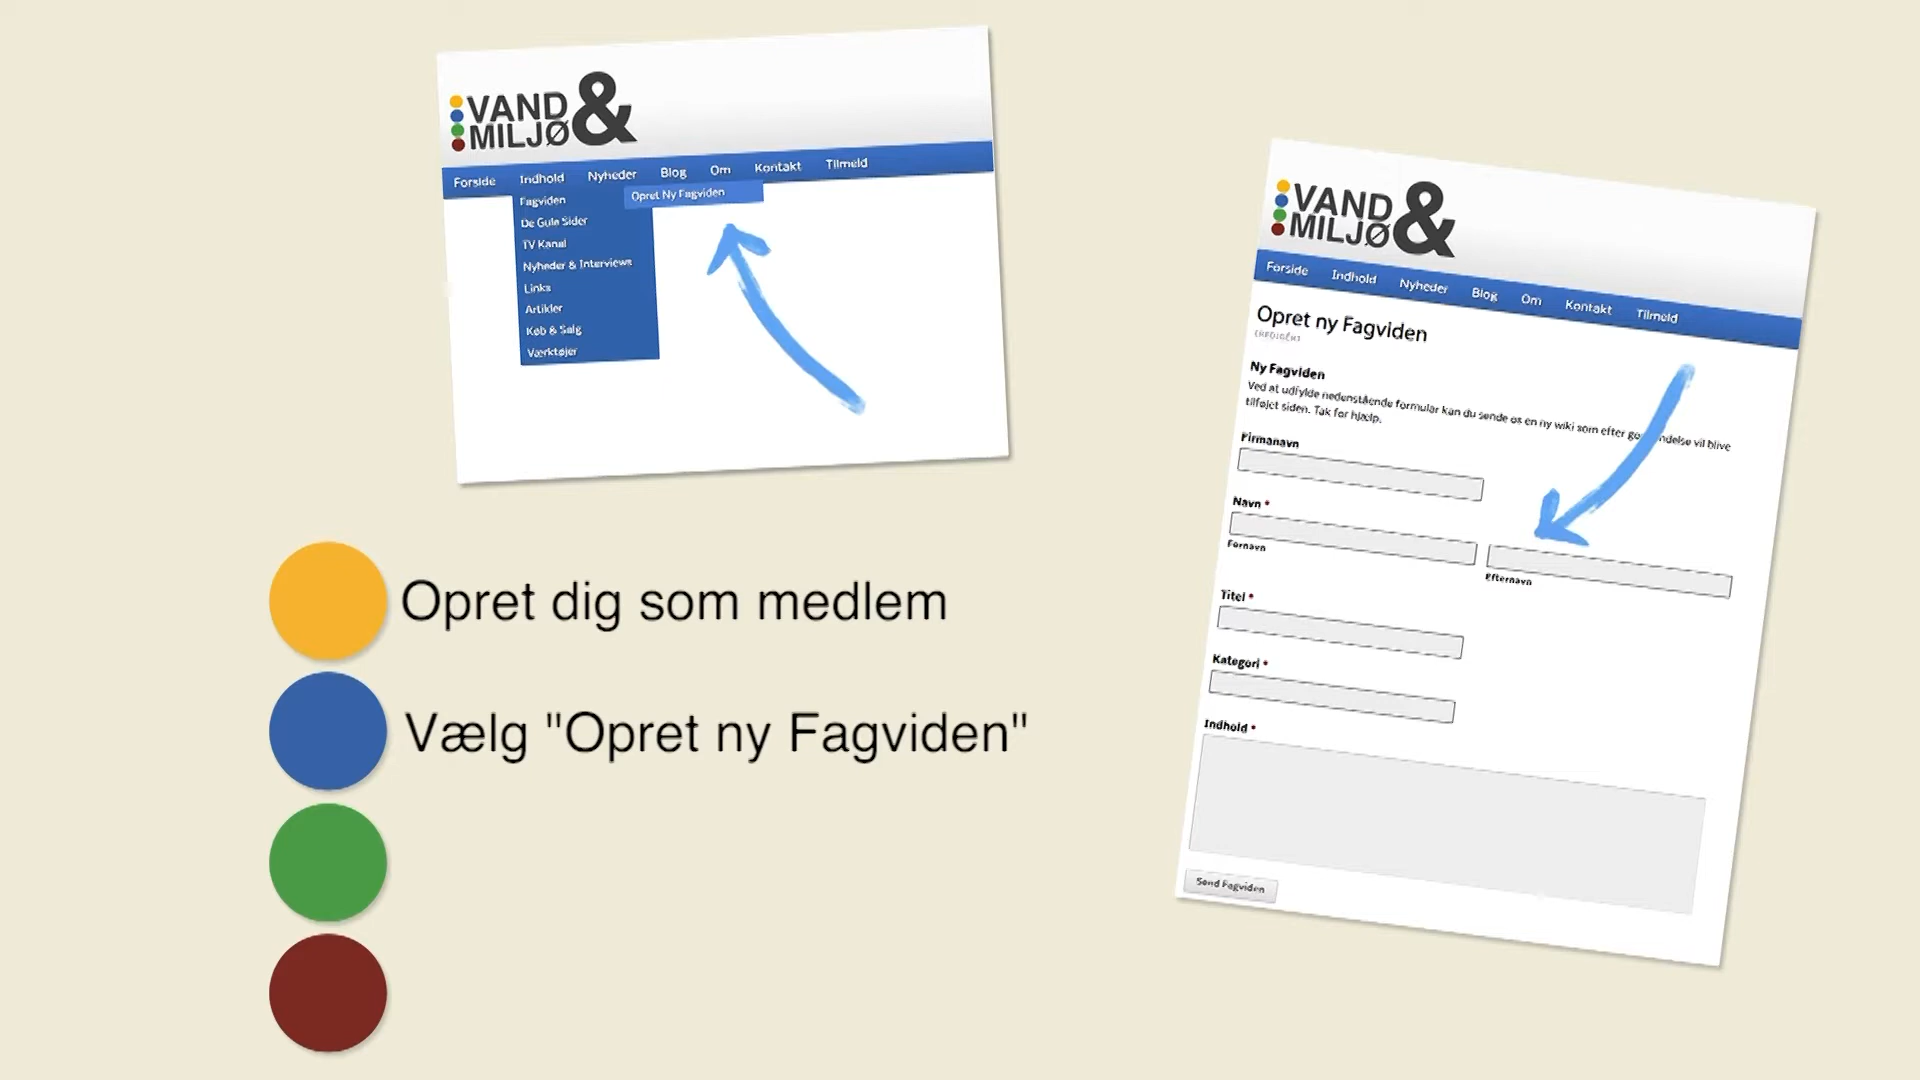 VAND &
MILJØ
Forside Indhold Nyheder Blog Om Kontakt Tilmeld
Fagviden
Opret Ny Fagviden
De Gule Sider
TV Kanal
Nyheder & Interviews
Links
Artikler
Køb & Salg
Værktøjer
Opret dig som medlem
Vælg "Opret ny Fagviden"
VAND &
MILJØ
Forside Indhold Nyheder Blog Om Kontakt Tilmeld
Opret ny Fagviden
Ny Fagviden
Ved at udfylde nedenstående formular kan du sende os en ny wiki som efter vil blive
tilføjet siden. Tak for hjælp.
Firmanavn
Navn *
Fornavn
Efternavn
Titel *
Kategori *
Indhold *
Send Fagviden